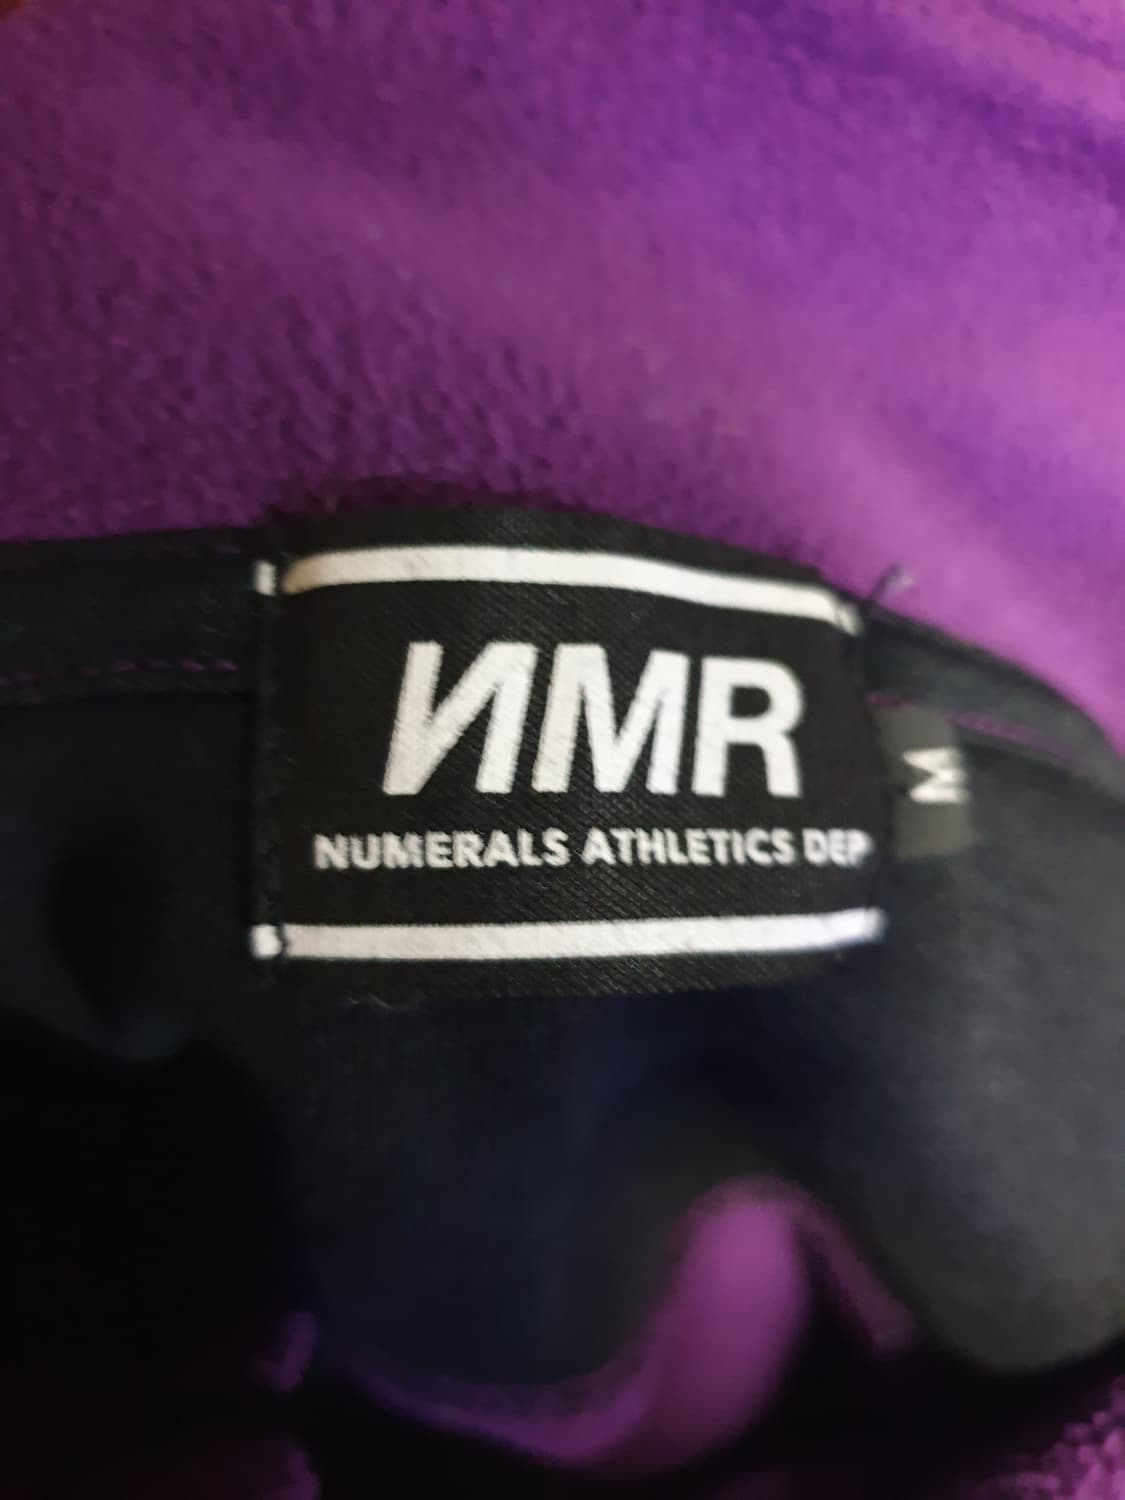 ИMR
NUMERALS ATHLETICS DEP
M